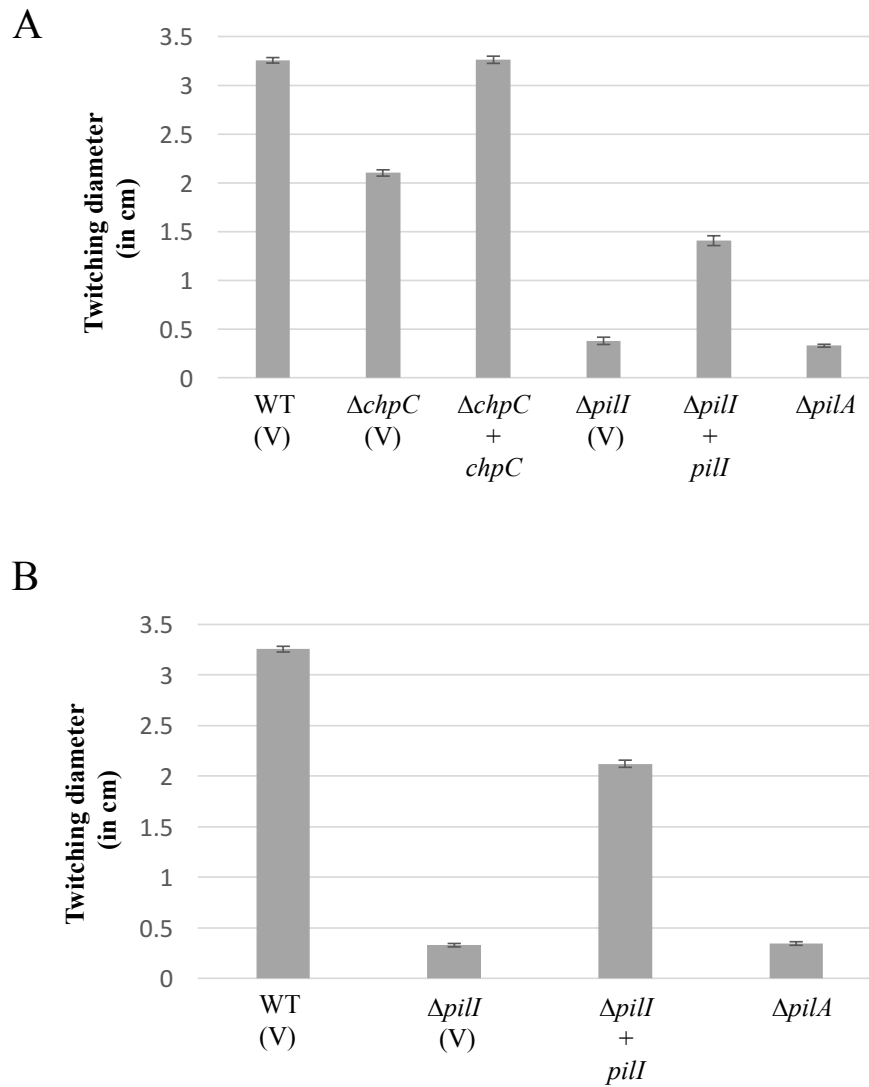 A
Twitching diameter
(in cm)
3.5
3
2.5
2
1.5
1
0.5
0
WT
(V)
ΔchpC
(V)
ΔchpC
+
chpC
ΔpilI
(V)
ΔpilI
+
pilI
ΔpilA
B
Twitching diameter
(in cm)
3.5
3
2.5
2
1.5
1
0.5
0
WT
(V)
ΔpilI
(V)
ΔpilI
+
pilI
ΔpilA